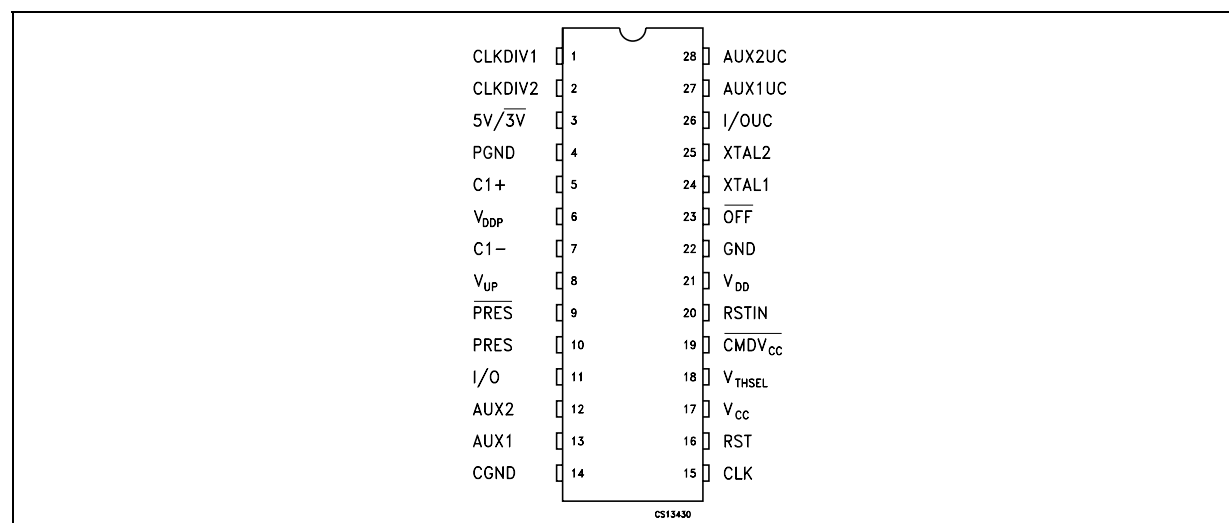 CLKDIV1 1 28 AUX2UC
CLKDIV2 2 27 AUX1UC
5V/3V 3 26 I/OUC
PGND 4 25 XTAL2
C1+ 5 24 XTAL1
VDDP 6 23 OFF
C1- 7 22 GND
VUP 8 21 VDD
PRES 9 20 RSTIN
PRES 10 19 CMDVCC
I/O 11 18 VTHSEL
AUX2 12 17 VCC
AUX1 13 16 RST
CGND 14 15 CLK
CS13430